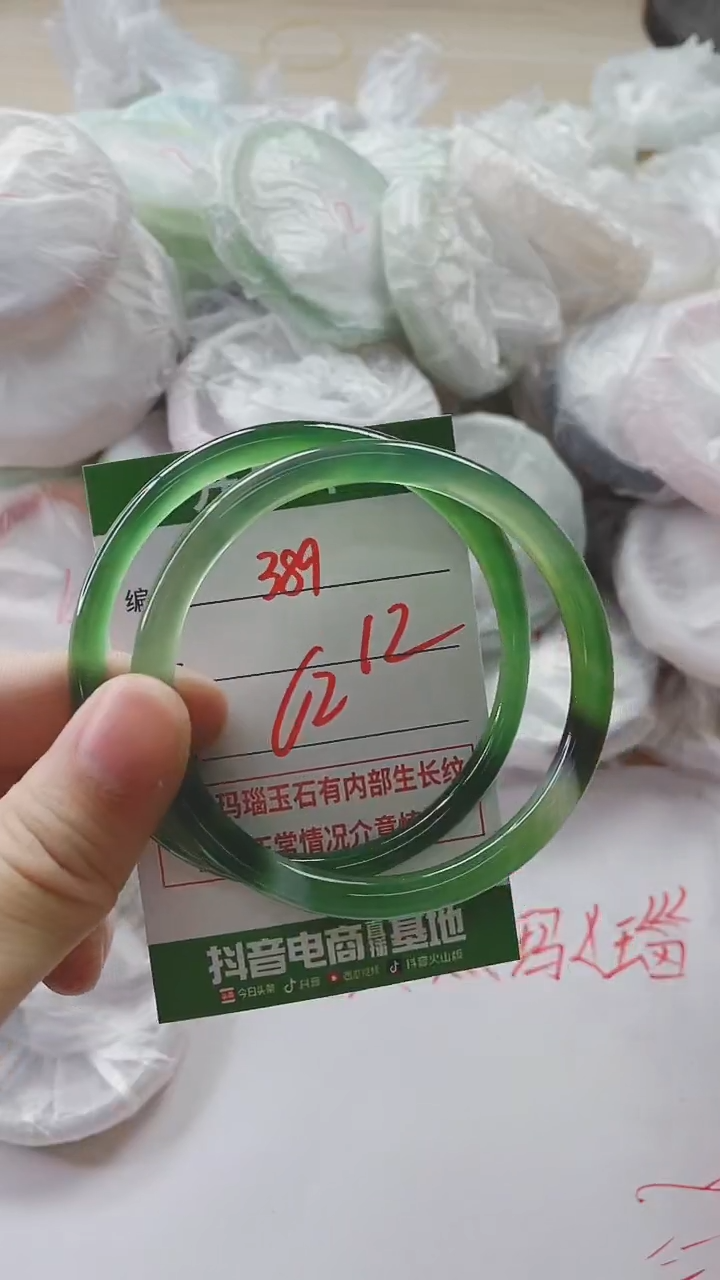 编
389
62 12
玛瑙玉石有内部生长纹
正常情况介意慎
抖音电商直播基地
今日头条 抖音 西瓜视频 抖音火山版
玛瑙